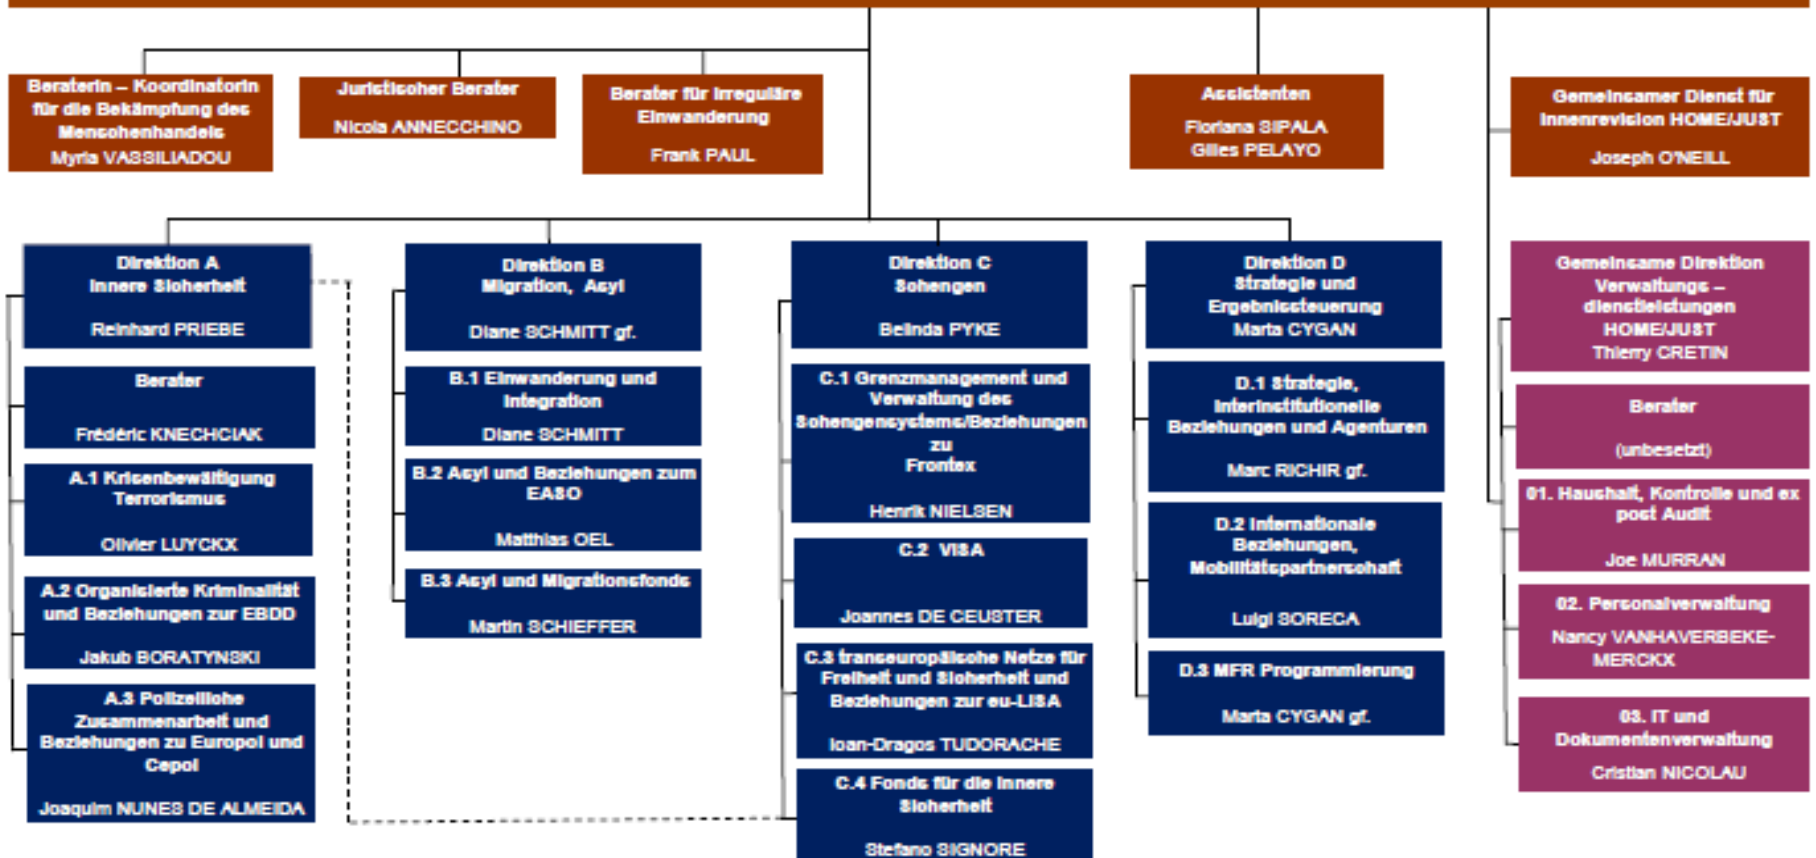 Beraterin – Koordinatorin
für die Bekämpfung des
Menschenhandels
Myria VASSILIADOU
Juristischer Berater
Nicola ANNECCHINO
Berater für irreguläre
Einwanderung
Frank PAUL
Assistenten
Floriana SIPALA
Gilles PELAYO
Gemeinsamer Dienst für
Innenrevision HOME/JUST
Joseph O'NEILL
Direktion A
Innere Sicherheit
Reinhard PRIEBE
Berater
Frédéric KNECHCIAK
A.1 Krisenbewältigung
Terrorismus
Olivier LUYCKX
A.2 Organisierte Kriminalität
und Beziehungen zur EBDD
Jakub BORATYNSKI
A.3 Polizeiliche
Zusammenarbeit und
Beziehungen zu Europol und
Cepol
Joaquim NUNES DE ALMEIDA
Direktion B
Migration, Asyl
Diane SCHMITT gf.
B.1 Einwanderung und
Integration
Diane SCHMITT
B.2 Asyl und Beziehungen zum
EASO
Matthias OEL
B.3 Asyl und Migrationsfonds
Martin SCHIEFFER
Direktion C
Schengen
Belinda PYKE
C.1 Grenzmanagement und
Verwaltung des
Schengensystems/Beziehungen
zu
Frontex
Henrik NIELSEN
C.2 VISA
Joannes DE CEUSTER
C.3 transeuropäische Netze für
Freiheit und Sicherheit und
Beziehungen zur eu-LISA
Ioan-Dragos TUDORACHE
C.4 Fonds für die innere
Sicherheit
Stefano SIGNORE
Direktion D
Strategie und
Ergebnissteuerung
Marta CYGAN
D.1 Strategie,
Interinstitutionelle
Beziehungen und Agenturen
Marc RICHIR gf.
D.2 Internationale
Beziehungen,
Mobilitätspartnerschaft
Luigi SORECA
D.3 MFR Programmierung
Marta CYGAN gf.
Gemeinsame Direktion
Verwaltungs –
dienstleistungen
HOME/JUST
Thierry CRETIN
Berater
(unbesetzt)
01. Haushalt, Kontrolle und ex
post Audit
Joe MURRAN
02. Personalverwaltung
Nancy VANHAVERBEKE-
MERCKX
03. IT und
Dokumentenverwaltung
Cristian NICOLAU